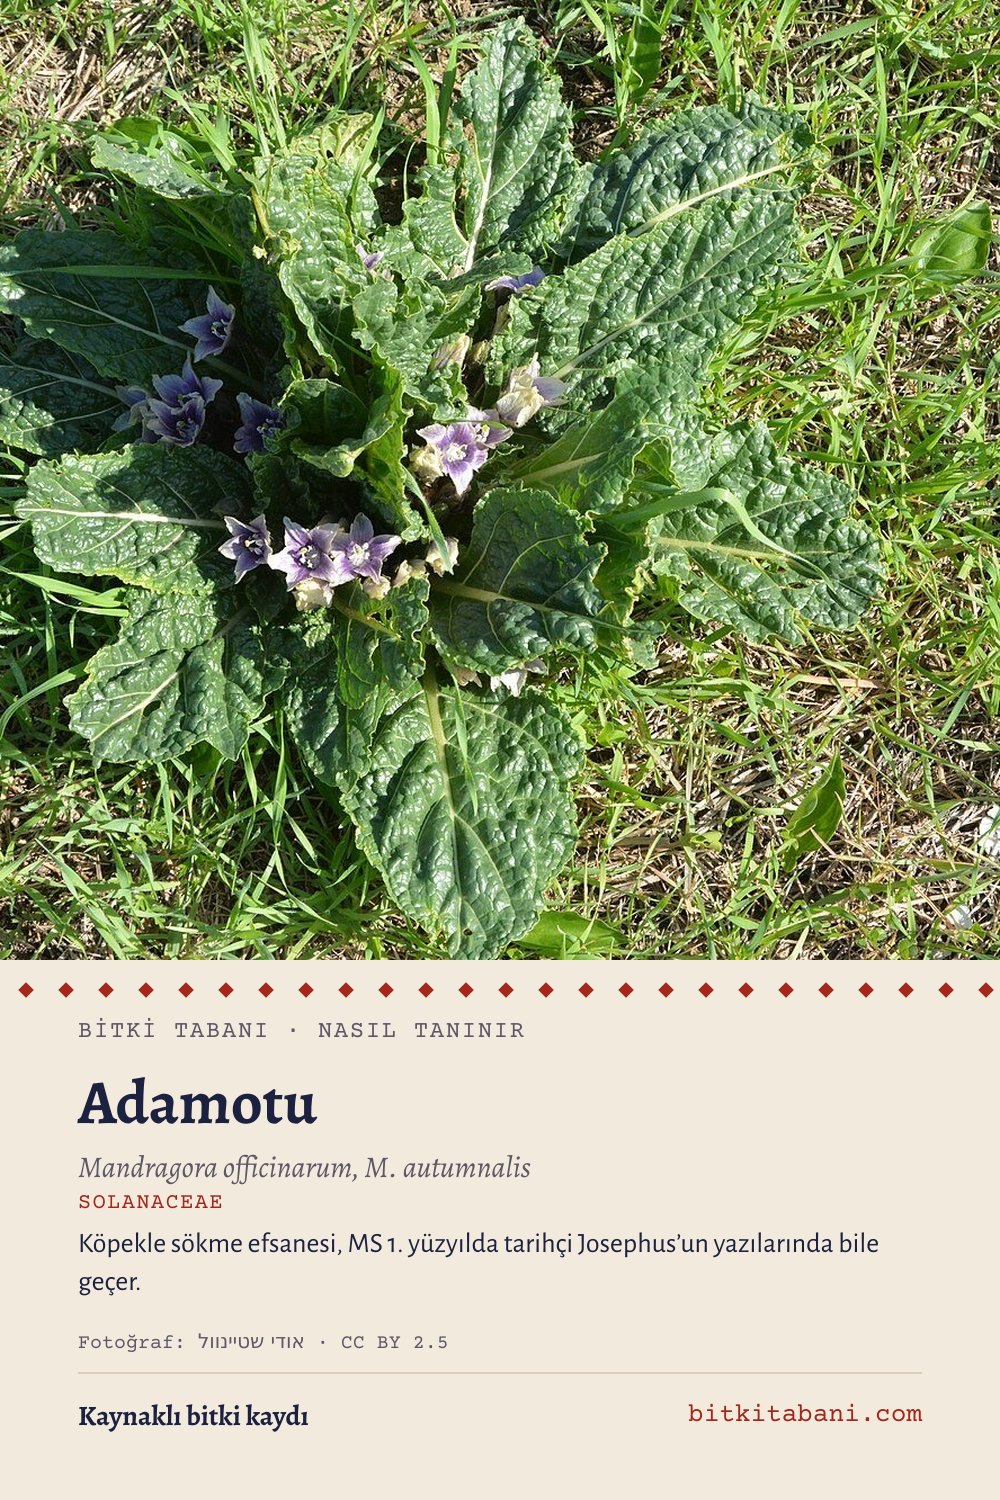 BİTKİ TABANI · NASIL TANINIR
Adamotu
Mandragora officinarum, M. autumnalis
SOLANACEAE
Köpekle sökme efsanesi, MS 1. yüzyılda tarihçi Josephus’un yazılarında bile
geçer.
Fotoğraf: אודי שטיינוול · CC BY 2.5
Kaynaklı bitki kaydı
bitkitabani.com